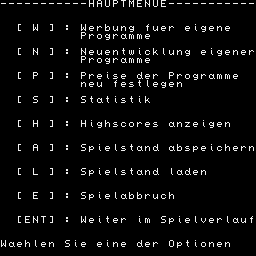 -----------HAUPTMENUE-----------
[ W ] : Werbung fuer eigene
Programme
[ N ] : Neuentwicklung eigener
Programme
[ P ] : Preise der Programme
neu festlegen
[ S ] : Statistik
[ H ] : Highscores anzeigen
[ A ] : Spielstand abspeichern
[ L ] : Spielstand laden
[ E ] : Spielabbruch
[ENT] : Weiter im Spielverlauf
Waehlen Sie eine der Optionen